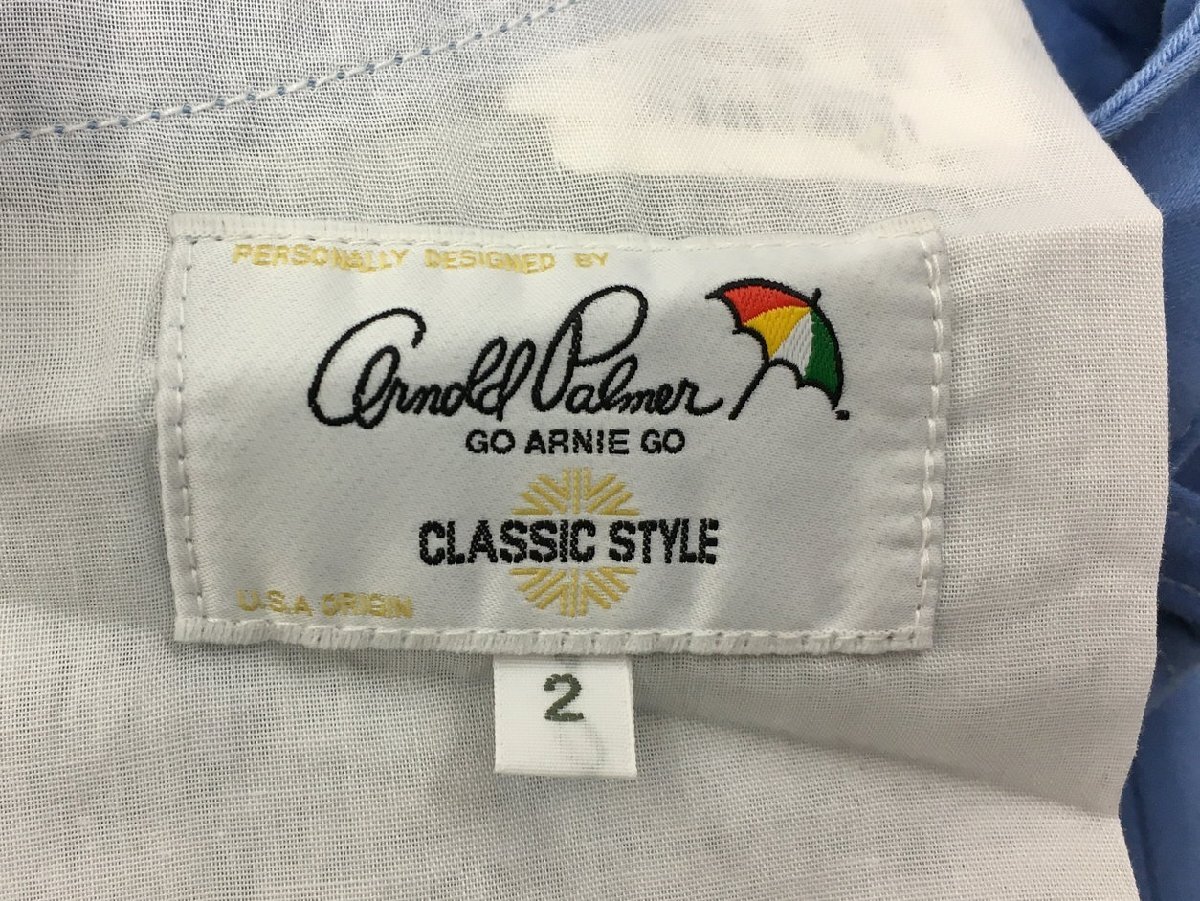 PERSONALLY DESIGNED BY
Arnold Palmer
GO ARNIE GO
CLASSIC STYLE
U.S.A ORIGIN
2